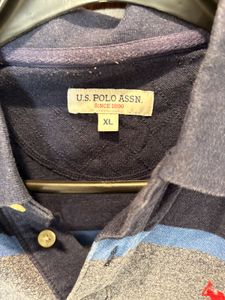 U.S. POLO ASSN.
SINCE 1890
XL